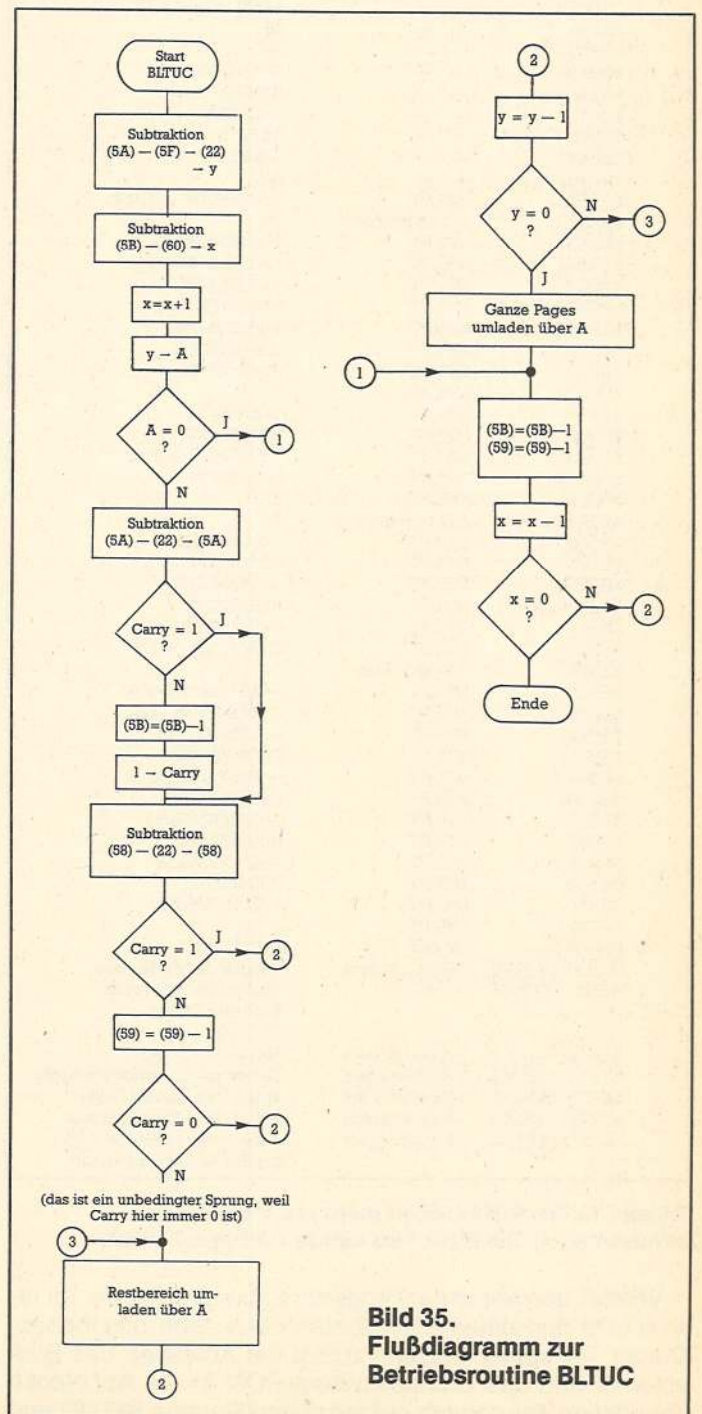 Start
BLTUC
Subtraktion
(5A) — (5F) — (22)
→ y
Subtraktion
(5B) — (60) → x
x=x+1
y → A
A = 0
?
J
1
N
Subtraktion
(5A) — (22) → (5A)
Carry = 1
?
J
N
(5B)=(5B)—1
1 → Carry
Subtraktion
(58) — (22) → (58)
Carry = 1
?
J
2
N
(59) = (59) — 1
Carry = 0
?
2
N
(das ist ein unbedingter Sprung, weil
Carry hier immer 0 ist)
3
Restbereich um-
laden über A
2
2
y = y — 1
y = 0
?
N
3
J
Ganze Pages
umladen über A
1
(5B)=(5B)—1
(59)=(59)—1
x = x — 1
x = 0
?
N
2
Ende
Bild 35.
Flußdiagramm zur
Betriebsroutine BLTUC